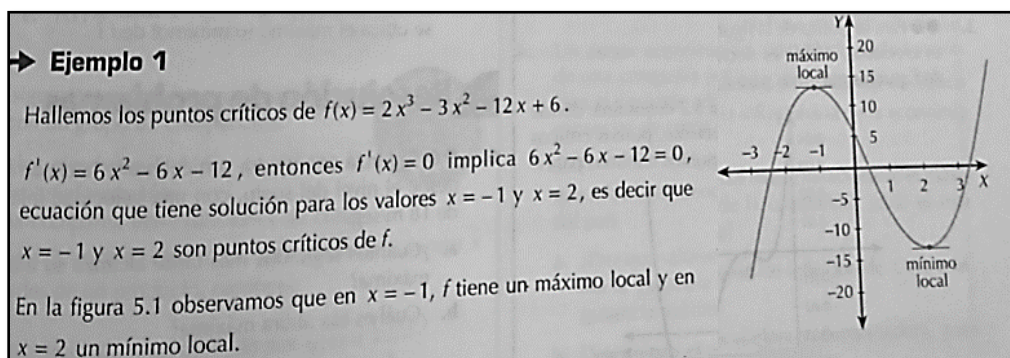 Ejemplo 1
Hallemos los puntos críticos de f(x) = 2x³ − 3x² − 12x + 6.
f'(x) = 6x² − 6x − 12, entonces f'(x) = 0 implica 6x² − 6x − 12 = 0,
ecuación que tiene solución para los valores x = −1 y x = 2, es decir que
x = −1 y x = 2 son puntos críticos de f.
En la figura 5.1 observamos que en x = −1, f tiene un máximo local y en
x = 2 un mínimo local.
Y
20
máximo
local
15
10
5
−3 −2 −1
1 2 3 X
−5
−10
−15
−20
mínimo
local